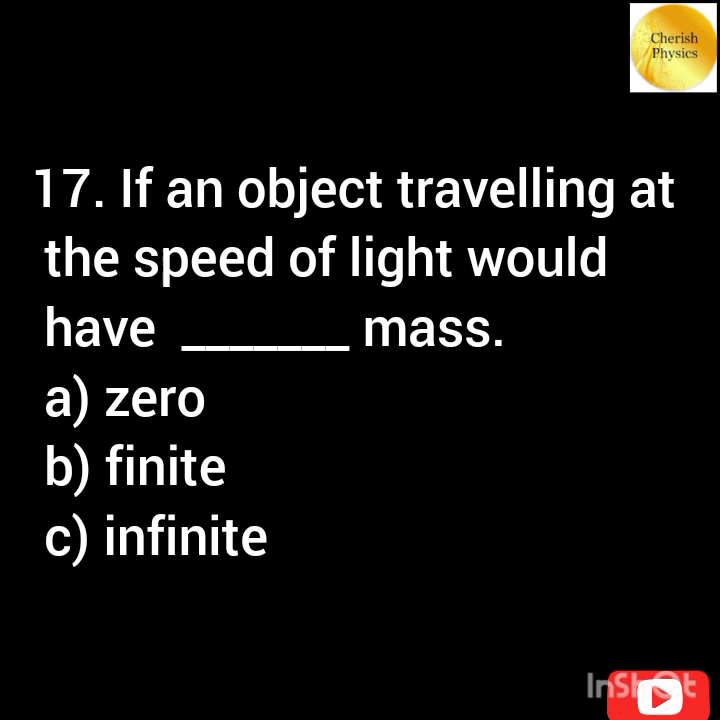 Cherish
Physics
17. If an object travelling at
the speed of light would
have _______ mass.
a) zero
b) finite
c) infinite